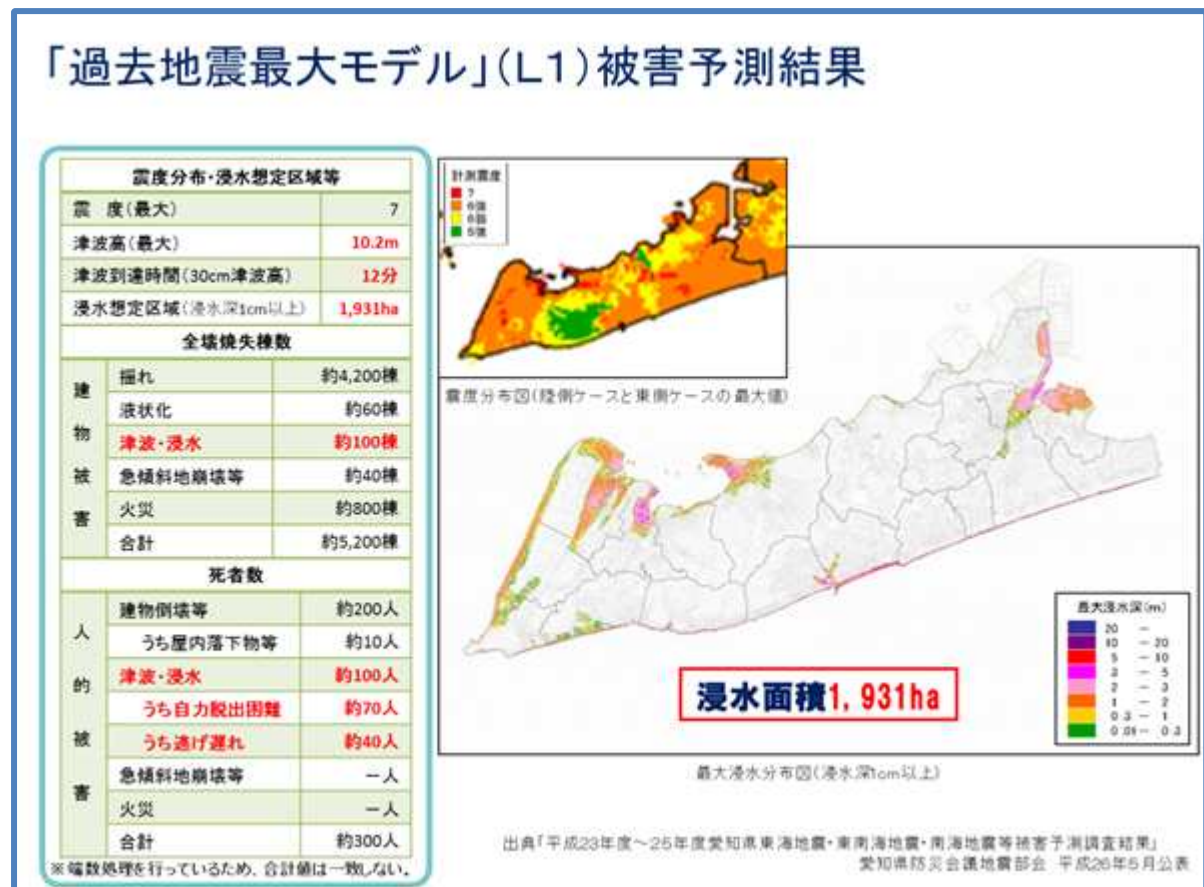 「過去地震最大モデル」(L1)被害予測結果
震度分布・浸水想定区域等
震 度(最大) 7
津波高(最大) 10.2m
津波到達時間(30cm津波高) 12分
浸水想定区域(浸水深1cm以上) 1,931ha
全壊焼失棟数
建物被害
揺れ 約4,200棟
液状化 約60棟
津波・浸水 約100棟
急傾斜地崩壊等 約40棟
火災 約800棟
合計 約5,200棟
死者数
人的被害
建物倒壊等 約200人
うち屋内落下物等 約10人
津波・浸水 約100人
うち自力脱出困難 約70人
うち逃げ遅れ 約40人
急傾斜地崩壊等 -人
火災 -人
合計 約300人
※端数処理を行っているため、合計値は一致しない。
計測震度
7
6強
6弱
5強
震度分布図(陸側ケースと東側ケースの最大値)
浸水面積1,931ha
最大浸水深(m)
20 -
10 - 20
5 - 10
3 - 5
2 - 3
1 - 2
0.3 - 1
0.01 - 0.3
最大浸水分布図(浸水深1cm以上)
出典「平成23年度~25年度愛知県東海地震・東南海地震・南海地震等被害予測調査結果」
愛知県防災会議地震部会 平成26年5月公表